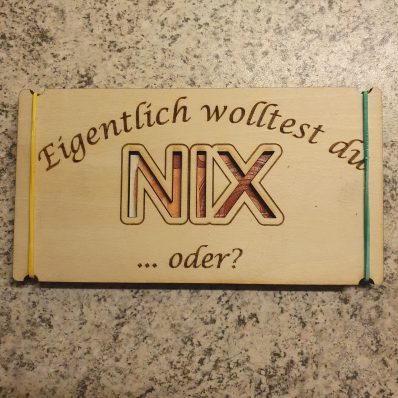 Eigentlich wolltest du
NIX
... oder?